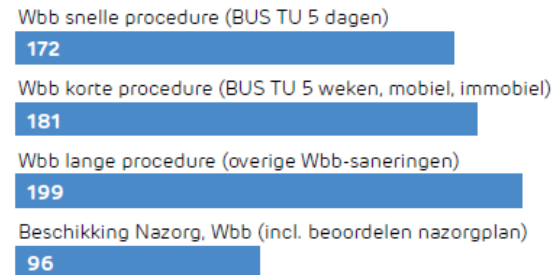 Wbb snelle procedure (BUS TU 5 dagen)
172
Wbb korte procedure (BUS TU 5 weken, mobiel, immobiel)
181
Wbb lange procedure (overige Wbb-saneringen)
199
Beschikking Nazorg, Wbb (incl. beoordelen nazorgplan)
96